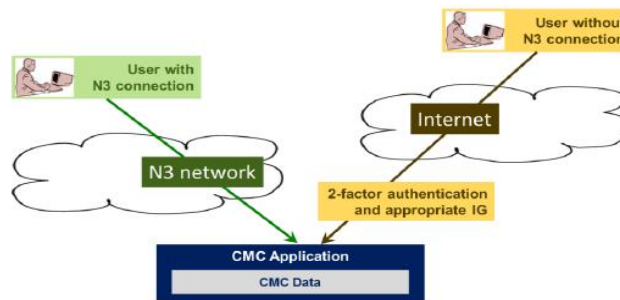 User without
N3 connection
User with
N3 connection
Internet
N3 network
2-factor authentication
and appropriate IG
CMC Application
CMC Data